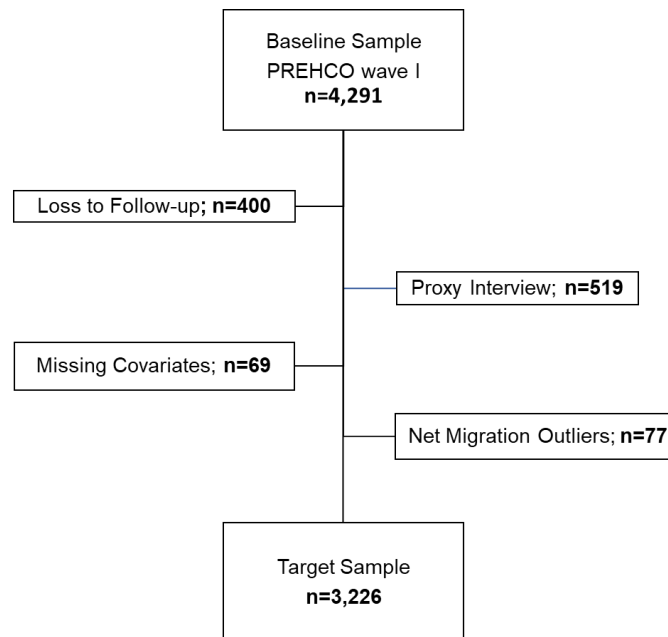 Baseline Sample
PREHCO wave I
n=4,291
Loss to Follow-up; n=400
Proxy Interview; n=519
Missing Covariates; n=69
Net Migration Outliers; n=77
Target Sample
n=3,226